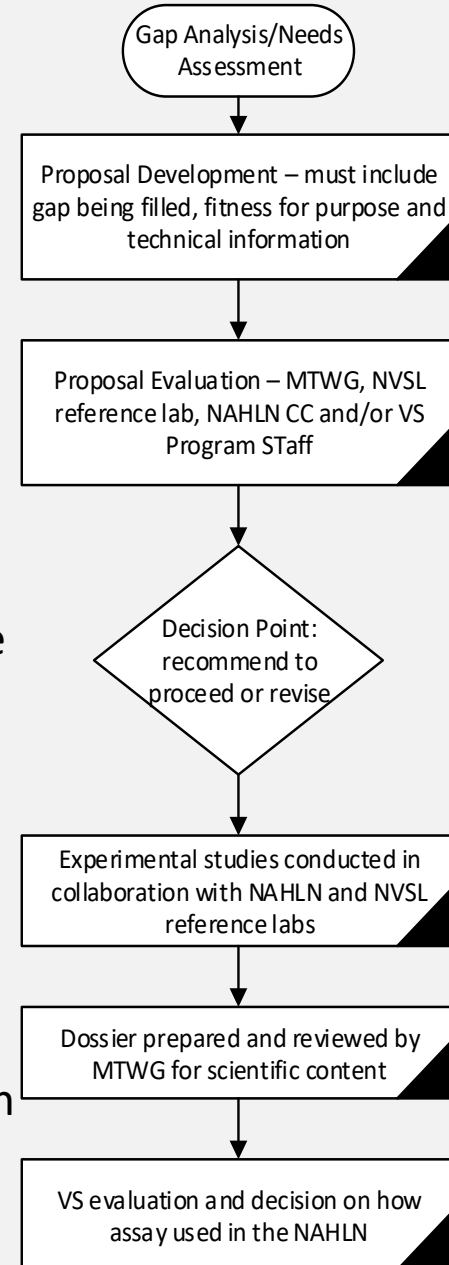 Gap Analysis/Needs
Assessment
Proposal Development – must include
gap being filled, fitness for purpose and
technical information
Proposal Evaluation – MTWG, NVSL
reference lab, NAHLN CC and/or VS
Program STaff
e
Decision Point:
recommend to
proceed or revise
Experimental studies conducted in
collaboration with NAHLN and NVSL
reference labs
Dossier prepared and reviewed by
MTWG for scientific content
n
VS evaluation and decision on how
assay used in the NAHLN